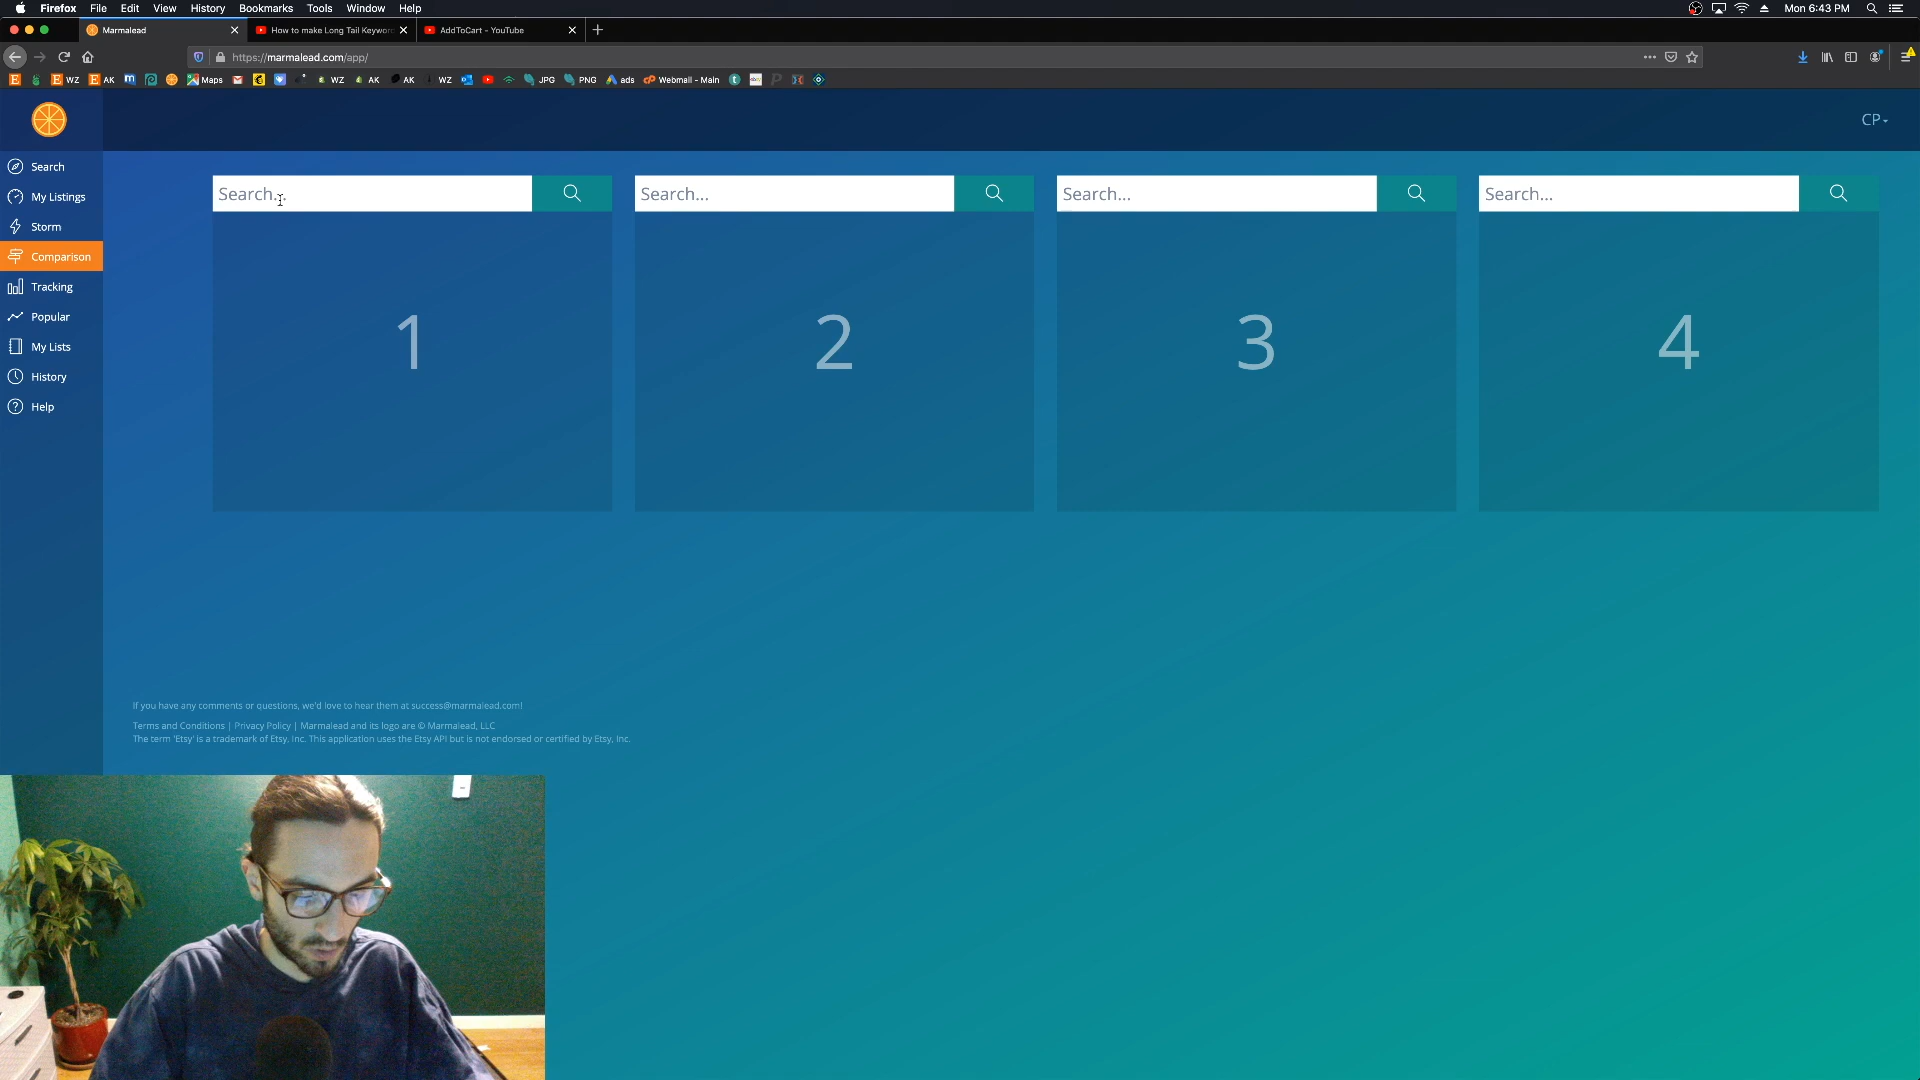 Firefox File Edit View History Bookmarks Tools Window Help Mon 6:43 PM
Marmalead How to make Long Tail Keywor AddToCart - YouTube
https://marmalead.com/app/
WZ AK Maps WZ AK AK WZ JPG PNG ads Webmail - Main
CP
Search
My Listings
Storm
Comparison
Tracking
Popular
My Lists
History
Help
Search... Search... Search... Search...
1 2 3 4
If you have any comments or questions, we'd love to hear them at success@marmalead.com!
Terms and Conditions | Privacy Policy | Marmalead and its logo are © Marmalead, LLC
The term 'Etsy' is a trademark of Etsy, Inc. This application uses the Etsy API but is not endorsed or certified by Etsy, Inc.